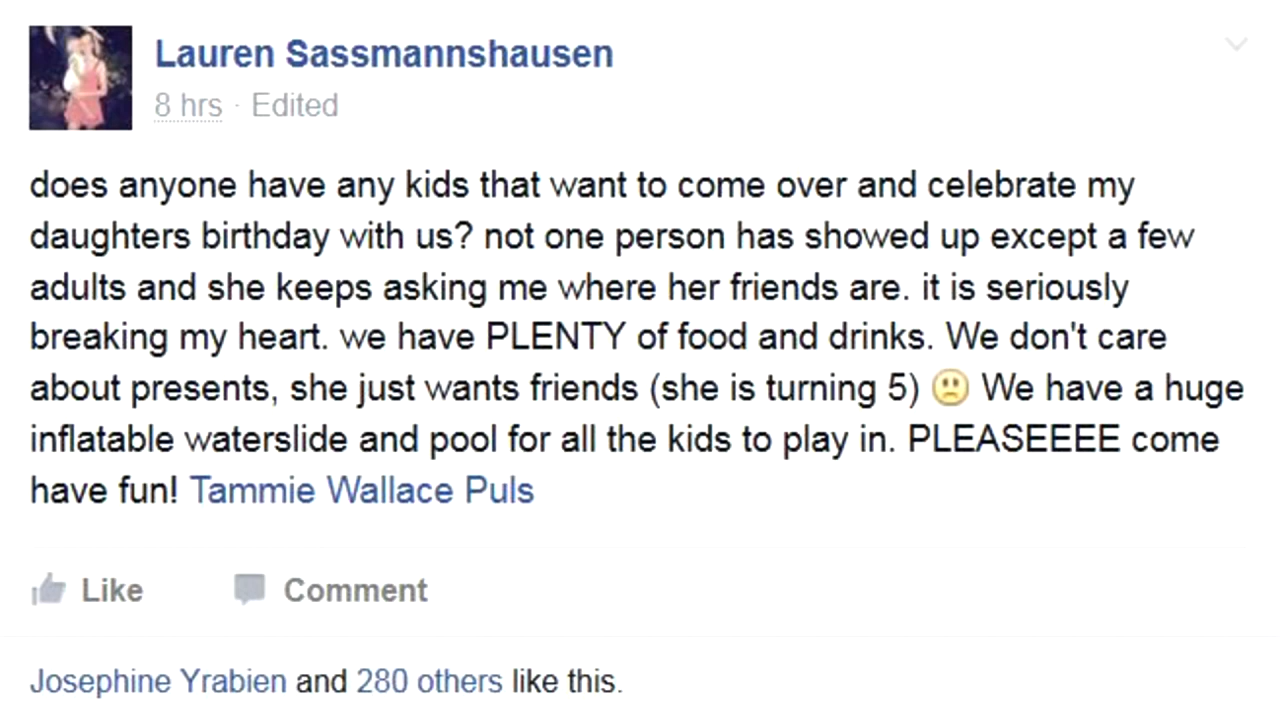 Lauren Sassmannshausen
8 hrs · Edited
does anyone have any kids that want to come over and celebrate my
daughters birthday with us? not one person has showed up except a few
adults and she keeps asking me where her friends are. it is seriously
breaking my heart. we have PLENTY of food and drinks. We don't care
about presents, she just wants friends (she is turning 5) 🙁 We have a huge
inflatable waterslide and pool for all the kids to play in. PLEASEEEE come
have fun! Tammie Wallace Puls
Like Comment
Josephine Yrabien and 280 others like this.